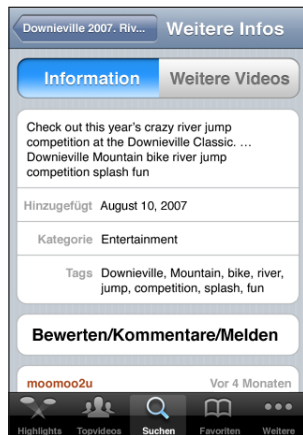 Downieville 2007. Riv... Weitere Infos
Information Weitere Videos
Check out this year's crazy river jump
competition at the Downieville Classic. ...
Downieville Mountain bike river jump
competition splash fun
Hinzugefügt August 10, 2007
Kategorie Entertainment
Tags Downieville, Mountain, bike, river,
jump, competition, splash, fun
Bewerten/Kommentare/Melden
moomoo2u Vor 4 Monaten
Highlights Topvideos Suchen Favoriten Weitere